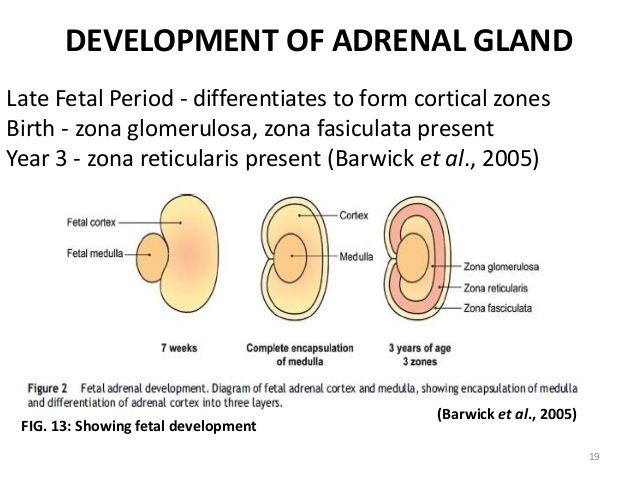 DEVELOPMENT OF ADRENAL GLAND
Late Fetal Period - differentiates to form cortical zones
Birth - zona glomerulosa, zona fasiculata present
Year 3 - zona reticularis present (Barwick et al., 2005)
Fetal cortex
Fetal medulla
Cortex
Medulla
Zona glomerulosa
Zona reticularis
Zona fasciculata
7 weeks
Complete encapsulation
of medulla
3 years of age
3 zones
Figure 2 Fetal adrenal development. Diagram of fetal adrenal cortex and medulla, showing encapsulation of medulla
and differentiation of adrenal cortex into three layers.
(Barwick et al., 2005)
FIG. 13: Showing fetal development
19